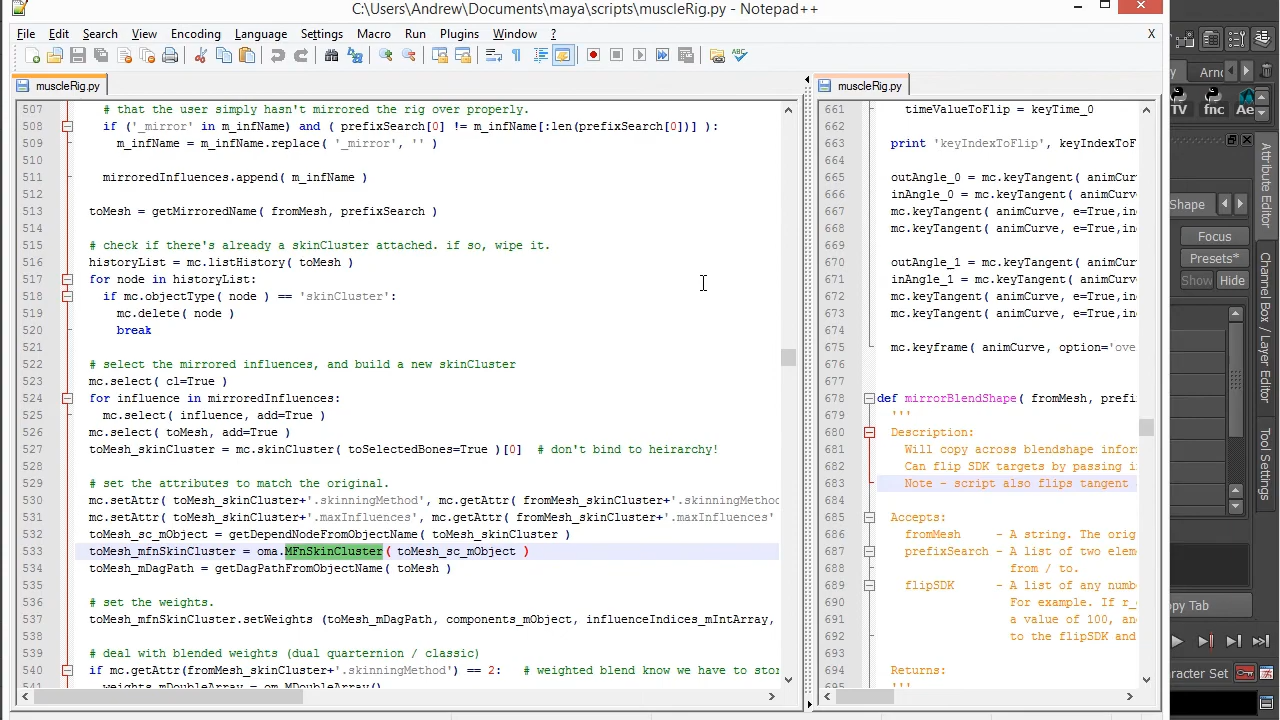 C:\Users\Andrew\Documents\maya\scripts\muscleRig.py - Notepad++
File Edit Search View Encoding Language Settings Macro Run Plugins Window ? X
muscleRig.py
507 # that the user simply hasn't mirrored the rig over properly.
508 if ('_mirror' in m_infName) and ( prefixSearch[0] != m_infName[:len(prefixSearch[0])] ):
509 m_infName = m_infName.replace( '_mirror', '' )
510
511 mirroredInfluences.append( m_infName )
512
513 toMesh = getMirroredName( fromMesh, prefixSearch )
514
515 # check if there's already a skinCluster attached. if so, wipe it.
516 historyList = mc.listHistory( toMesh )
517 for node in historyList:
518 if mc.objectType( node ) == 'skinCluster':
519 mc.delete( node )
520 break
521
522 # select the mirrored influences, and build a new skinCluster
523 mc.select( cl=True )
524 for influence in mirroredInfluences:
525 mc.select( influence, add=True )
526 mc.select( toMesh, add=True )
527 toMesh_skinCluster = mc.skinCluster( toSelectedBones=True )[0] # don't bind to heirarchy!
528
529 # set the attributes to match the original.
530 mc.setAttr( toMesh_skinCluster+'.skinningMethod', mc.getAttr( fromMesh_skinCluster+'.skinningMethod
531 mc.setAttr( toMesh_skinCluster+'.maxInfluences', mc.getAttr( fromMesh_skinCluster+'.maxInfluences'
532 toMesh_sc_mObject = getDependNodeFromObjectName( toMesh_skinCluster )
533 toMesh_mfnSkinCluster = oma.MFnSkinCluster( toMesh_sc_mObject )
534 toMesh_mDagPath = getDagPathFromObjectName( toMesh )
535
536 # set the weights.
537 toMesh_mfnSkinCluster.setWeights (toMesh_mDagPath, components_mObject, influenceIndices_mIntArray,
538
539 # deal with blended weights (dual quarternion / classic)
540 if mc.getAttr(fromMesh_skinCluster+'.skinningMethod') == 2: # weighted blend know we have to stor
541 weights_mDoubleArray = om.MDoubleArray()
muscleRig.py
661 timeValueToFlip = keyTime_0
662
663 print 'keyIndexToFlip', keyIndexToF
664
665 outAngle_0 = mc.keyTangent( animCurv
666 inAngle_0 = mc.keyTangent( animCurve
667 mc.keyTangent( animCurve, e=True,ind
668 mc.keyTangent( animCurve, e=True,ind
669
670 outAngle_1 = mc.keyTangent( animCurv
671 inAngle_1 = mc.keyTangent( animCurve
672 mc.keyTangent( animCurve, e=True,ind
673 mc.keyTangent( animCurve, e=True,ind
674
675 mc.keyframe( animCurve, option='ove
676
677
678 def mirrorBlendShape( fromMesh, prefi
679 '''
680 Description:
681 Will copy across blendshape infor
682 Can flip SDK targets by passing i
683 Note - script also flips tangent
684
685 Accepts:
686 fromMesh - A string. The orig
687 prefixSearch - A list of two elem
688 from / to.
689 flipSDK - A list of any numb
690 For example. If r_
691 a value of 100, an
692 to the flipSDK and
693
694 Returns:
695 '''
Arno
TV fnc Ae
Shape
Focus
Presets*
Show Hide
Attribute Editor
Channel Box / Layer Editor
Tool Settings
py Tab
racter Set